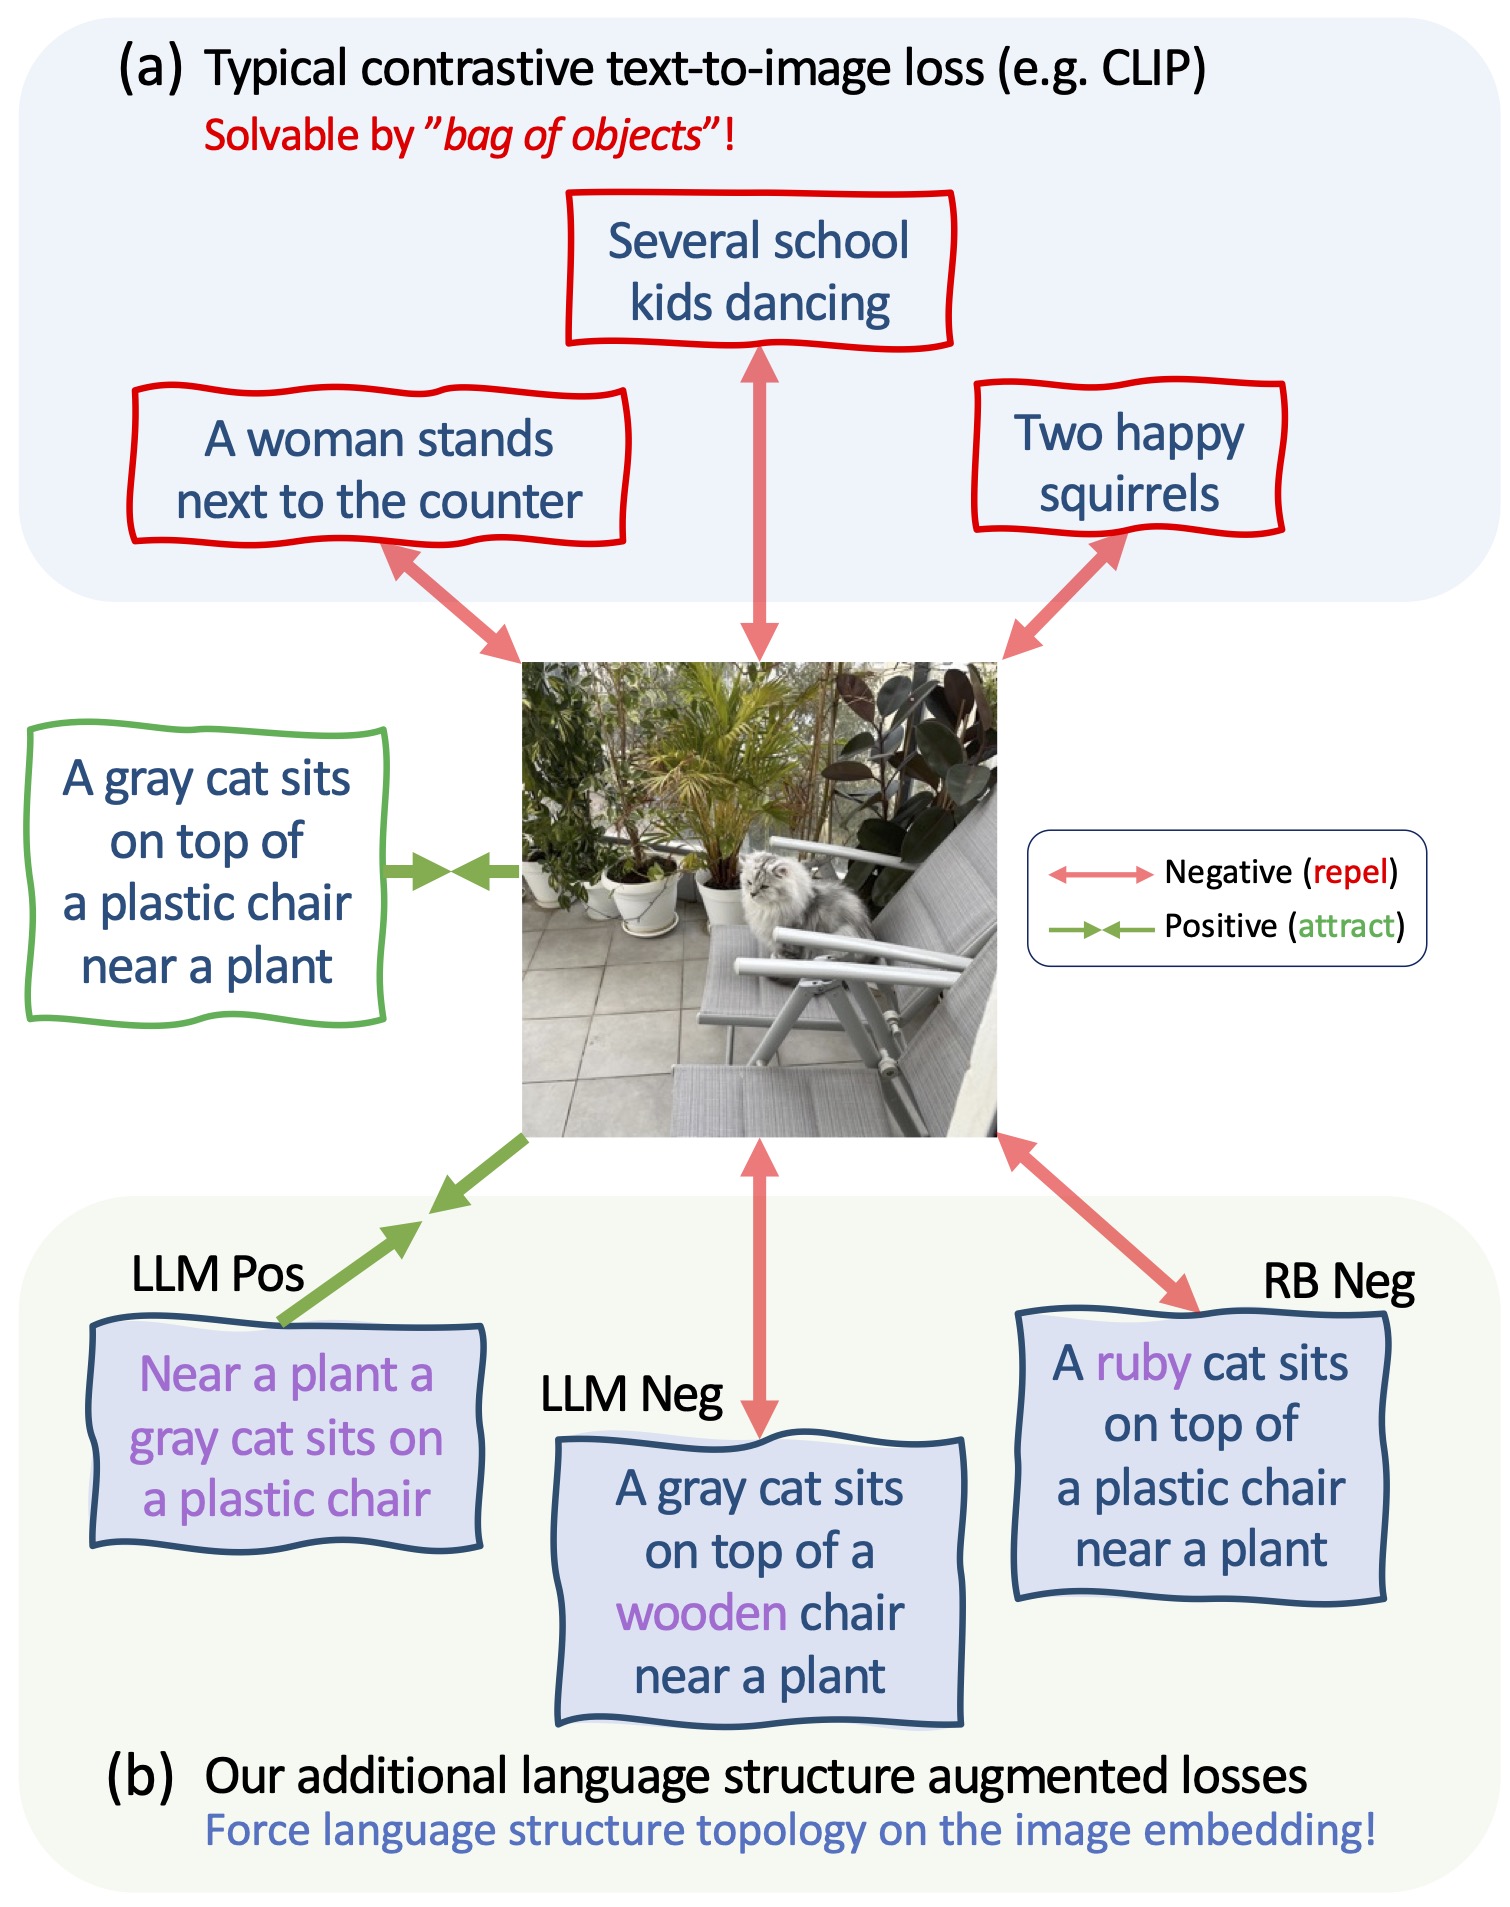 (a) Typical contrastive text-to-image loss (e.g. CLIP)
Solvable by ”bag of objects”!
Several school
kids dancing
A woman stands
next to the counter
Two happy
squirrels
A gray cat sits
on top of
a plastic chair
near a plant
Negative (repel)
Positive (attract)
LLM Pos
Near a plant a
gray cat sits on
a plastic chair
LLM Neg
A gray cat sits
on top of a
wooden chair
near a plant
RB Neg
A ruby cat sits
on top of
a plastic chair
near a plant
(b) Our additional language structure augmented losses
Force language structure topology on the image embedding!